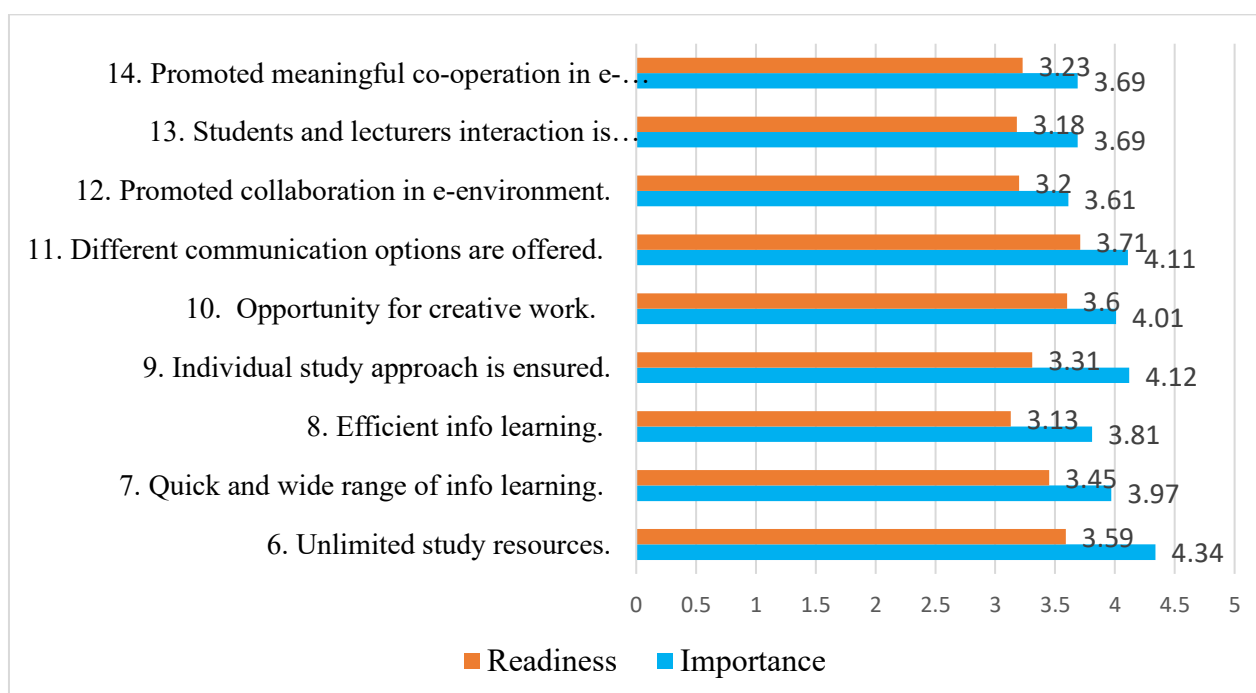 14. Promoted meaningful co-operation in e-…
3.23
3.69
13. Students and lecturers interaction is…
3.18
3.69
12. Promoted collaboration in e-environment.
3.2
3.61
11. Different communication options are offered.
3.71
4.11
10. Opportunity for creative work.
3.6
4.01
9. Individual study approach is ensured.
3.31
4.12
8. Efficient info learning.
3.13
3.81
7. Quick and wide range of info learning.
3.45
3.97
6. Unlimited study resources.
3.59
4.34
0 0.5 1 1.5 2 2.5 3 3.5 4 4.5 5
Readiness Importance